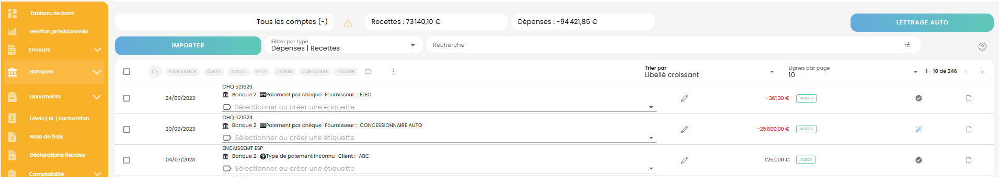 Tableau de bord
Gestion prévisionnelle
Encours
Banques
Documents
Devis | BL | Facturation
Note de frais
Déclarations fiscales
Comptabilité
Tous les comptes (-)
Recettes : 73 140,10 €
Dépenses : -94 421,85 €
LETTRAGE AUTO
IMPORTER
Filtrer par type
Dépenses | Recettes
Recherche
FOURNISSEUR CLIENT SOCIAL ETAT AUTRES Z DE CAISSE VALIDER
Trier par
Libellé croissant
Lignes par page
10
1 - 10 de 246
CHQ 521623
24/09/2023 Banque 2 Paiement par chèque Fournisseur : ELEC -361,30 € 401000
Sélectionner ou créer une étiquette
CHQ 521624
20/09/2023 Banque 2 Paiement par chèque Fournisseur : CONCESSIONNAIRE AUTO -25 800,00 € 401000
Sélectionner ou créer une étiquette
ENCAISSEMT ESP
04/07/2023 Banque 2 Type de paiement inconnu Client : ABC 1 250,00 € 411000
Sélectionner ou créer une étiquette